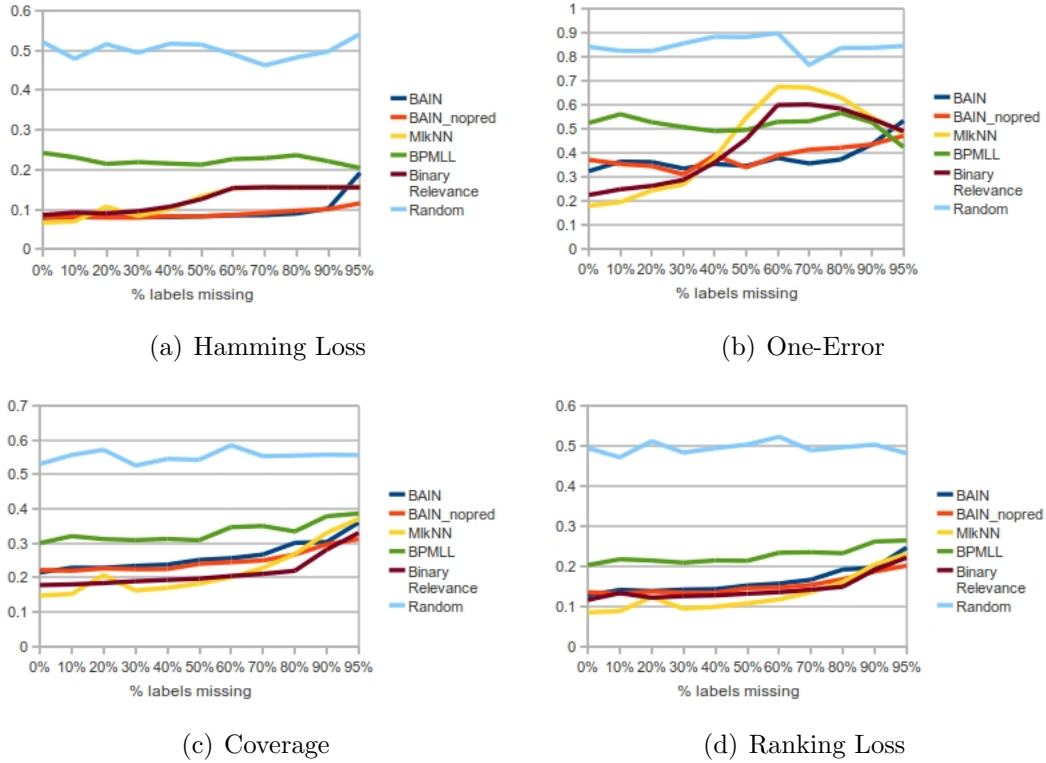 0.6
0.5
0.4
0.3
0.2
0.1
0
0% 10% 20% 30% 40% 50% 60% 70% 80% 90% 95%
% labels missing
BAIN
BAIN_nopred
MlkNN
BPMLL
Binary
Relevance
Random
(a) Hamming Loss
1
0.9
0.8
0.7
0.6
0.5
0.4
0.3
0.2
0.1
0
0% 10% 20% 30% 40% 50% 60% 70% 80% 90% 95%
% labels missing
BAIN
BAIN_nopred
MlkNN
BPMLL
Binary
Relevance
Random
(b) One-Error
0.7
0.6
0.5
0.4
0.3
0.2
0.1
0
0% 10% 20% 30% 40% 50% 60% 70% 80% 90% 95%
% labels missing
BAIN
BAIN_nopred
MlkNN
BPMLL
Binary
Relevance
Random
(c) Coverage
0.6
0.5
0.4
0.3
0.2
0.1
0
0% 10% 20% 30% 40% 50% 60% 70% 80% 90% 95%
% labels missing
BAIN
BAIN_nopred
MlkNN
BPMLL
Binary
Relevance
Random
(d) Ranking Loss